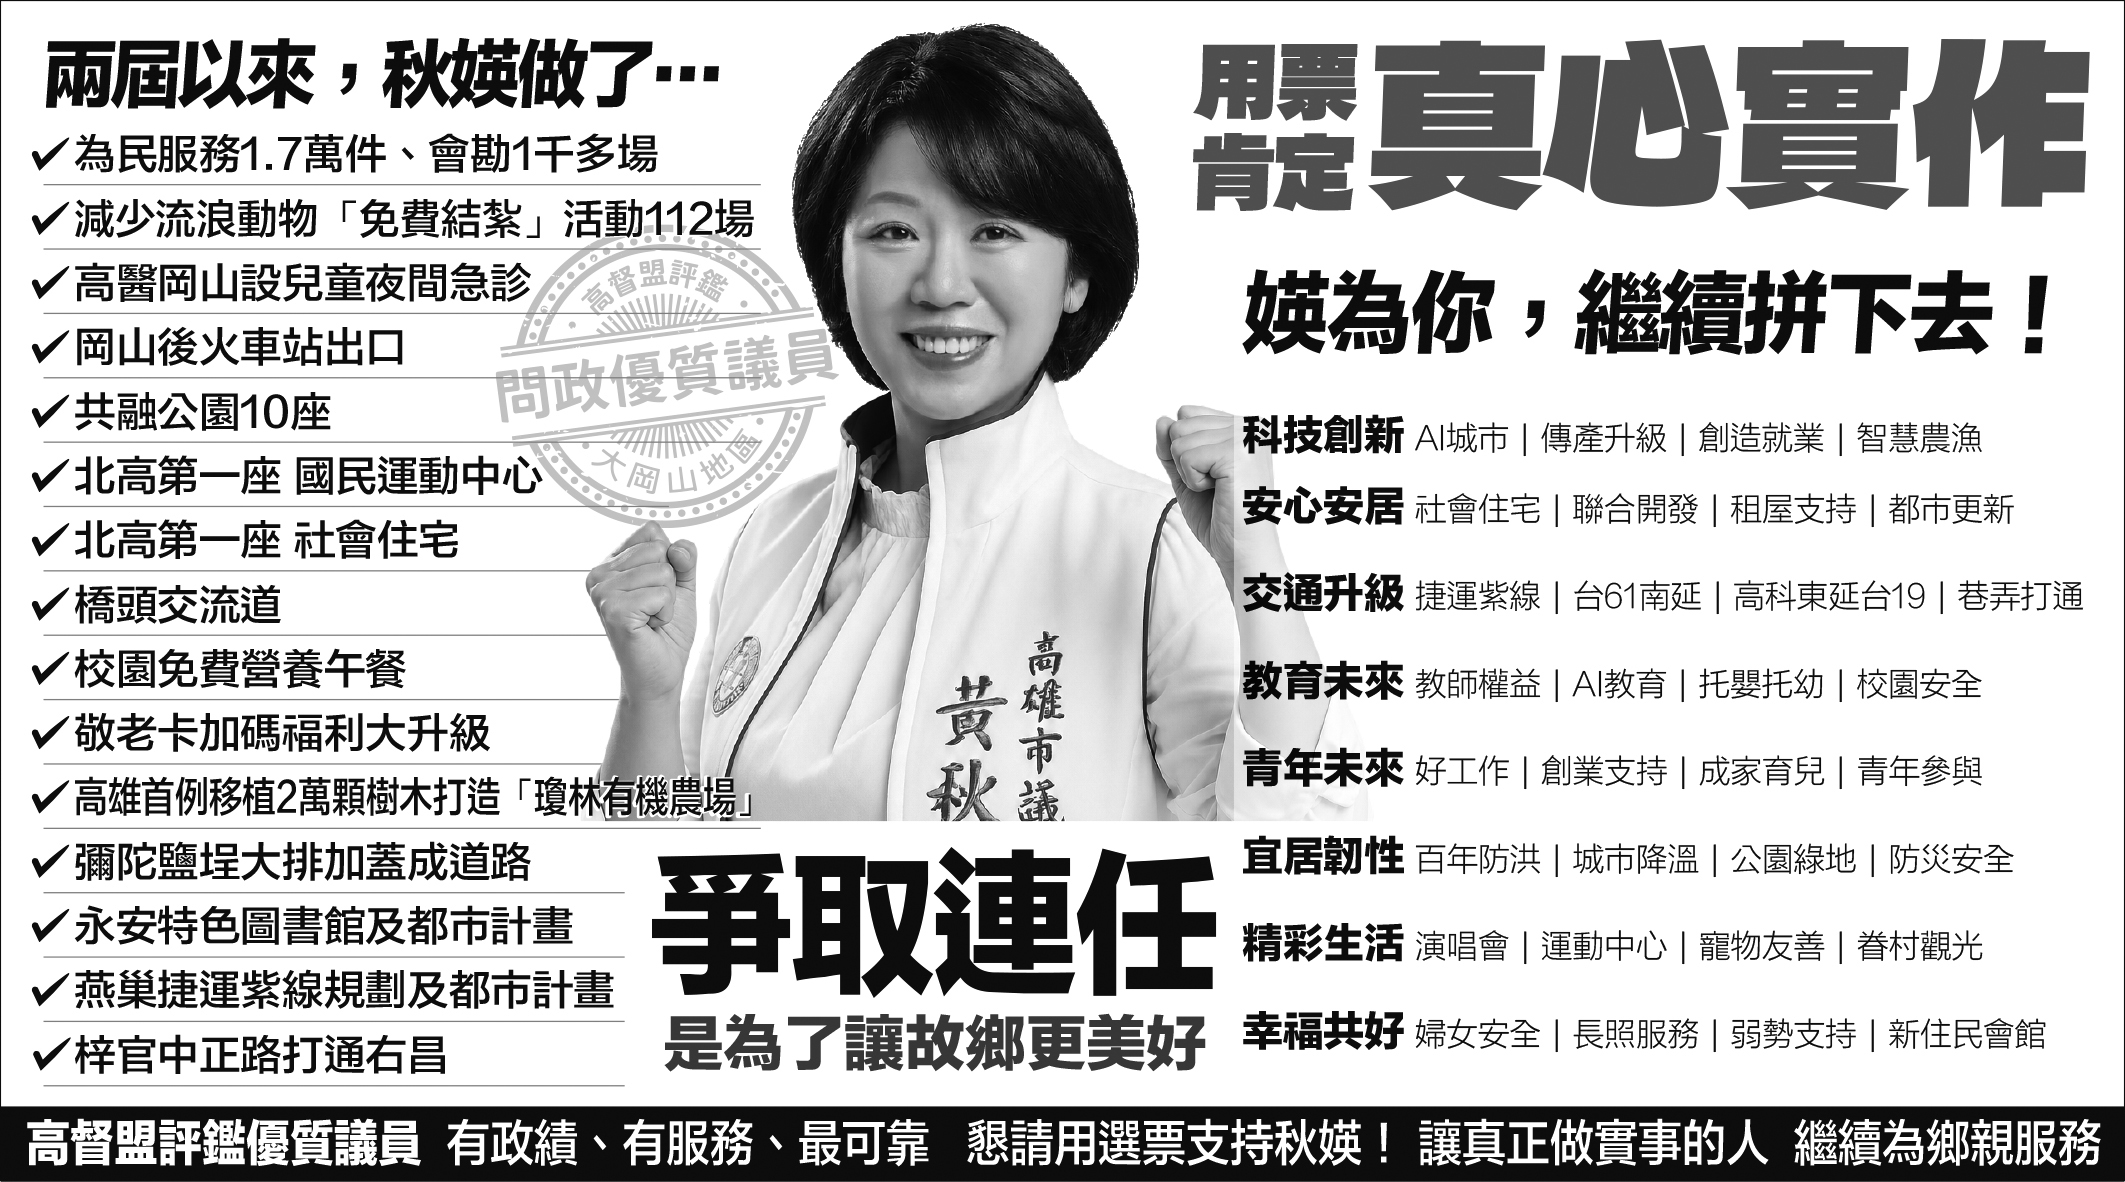 兩屆以來，秋媖做了…
✔為民服務1.7萬件、會勘1千多場
✔減少流浪動物「免費結紮」活動112場
✔高醫岡山設兒童夜間急診
✔岡山後火車站出口
✔共融公園10座
✔北高第一座 國民運動中心
✔北高第一座 社會住宅
✔橋頭交流道
✔校園免費營養午餐
✔敬老卡加碼福利大升級
✔高雄首例移植2萬顆樹木打造「瓊林有機農場」
✔彌陀鹽埕大排加蓋成道路
✔永安特色圖書館及都市計畫
✔燕巢捷運紫線規劃及都市計畫
✔梓官中正路打通右昌
高督盟評鑑
問政優質議員
大岡山地區
高雄市議
黃秋
爭取連任
是為了讓故鄉更美好
用票
肯定
真心實作
媖為你，繼續拼下去！
科技創新 AI城市｜傳產升級｜創造就業｜智慧農漁
安心安居 社會住宅｜聯合開發｜租屋支持｜都市更新
交通升級 捷運紫線｜台61南延｜高科東延台19｜巷弄打通
教育未來 教師權益｜AI教育｜托嬰托幼｜校園安全
青年未來 好工作｜創業支持｜成家育兒｜青年參與
宜居韌性 百年防洪｜城市降溫｜公園綠地｜防災安全
精彩生活 演唱會｜運動中心｜寵物友善｜眷村觀光
幸福共好 婦女安全｜長照服務｜弱勢支持｜新住民會館
高督盟評鑑優質議員 有政績、有服務、最可靠 懇請用選票支持秋媖！ 讓真正做實事的人 繼續為鄉親服務